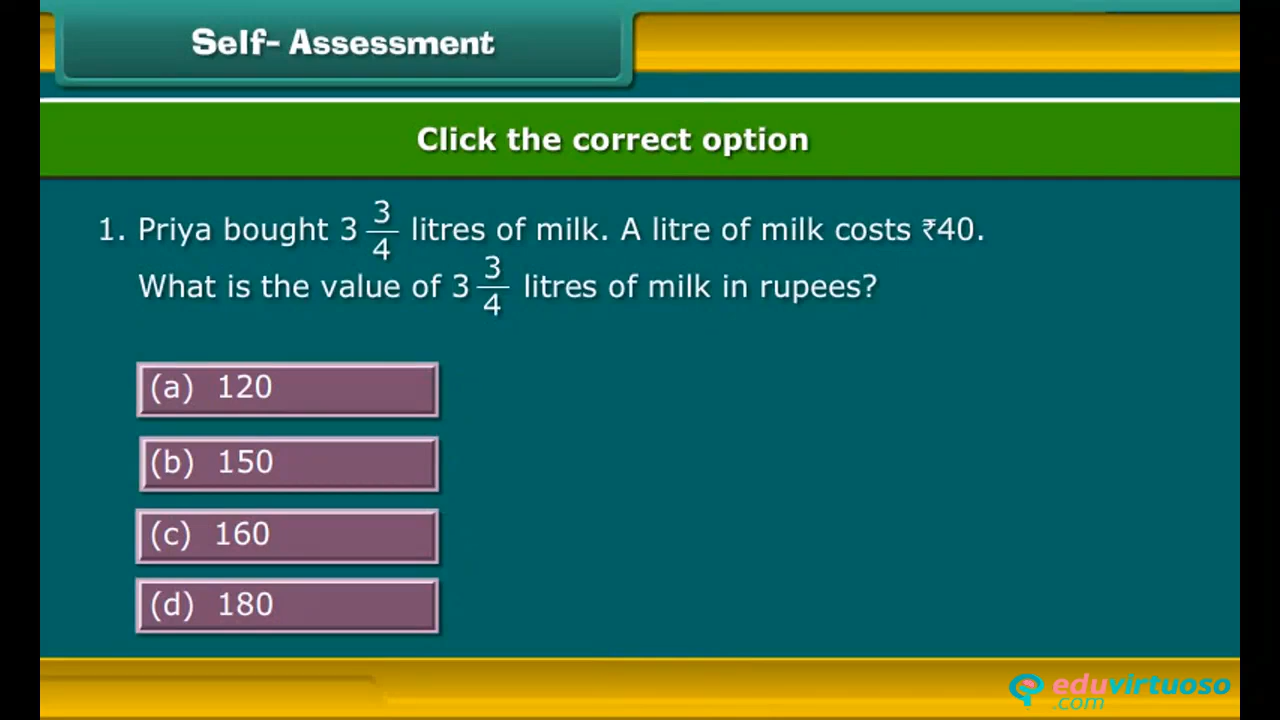 Self- Assessment
Click the correct option
1. Priya bought 3 3/4 litres of milk. A litre of milk costs ₹40.
What is the value of 3 3/4 litres of milk in rupees?
(a) 120
(b) 150
(c) 160
(d) 180
eduvirtuoso
.com